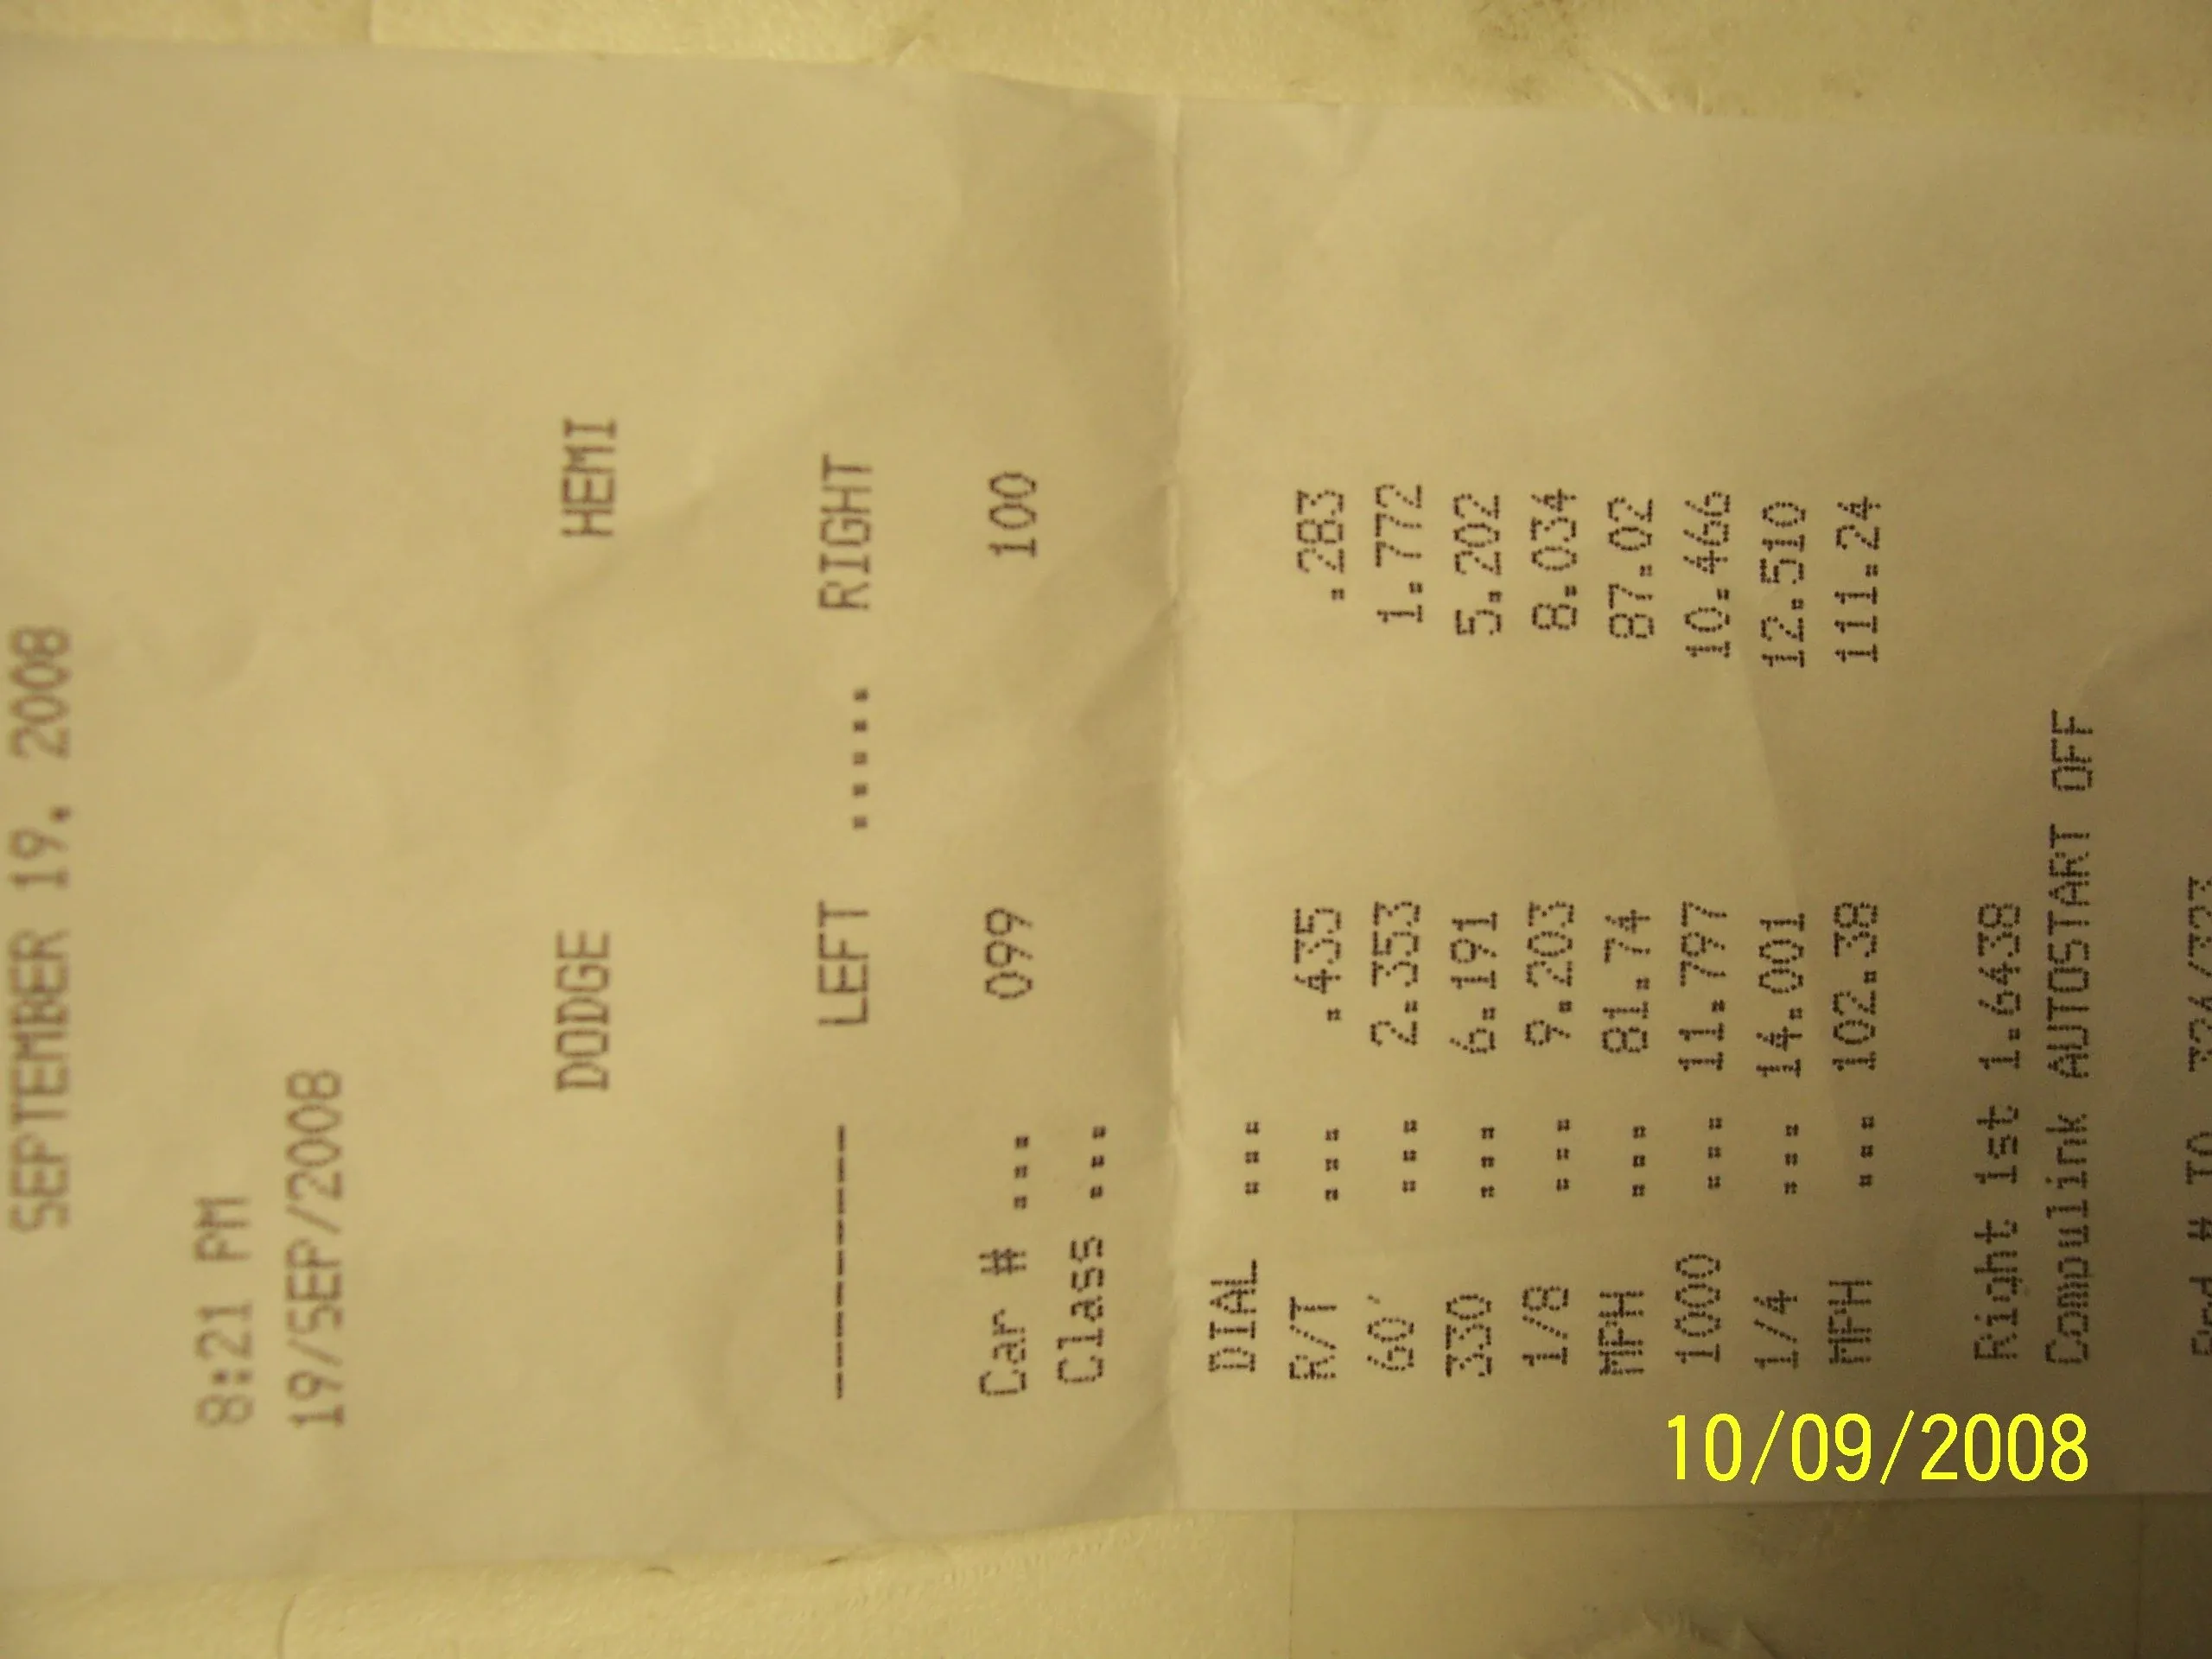 SEPTEMBER 19, 2008
8:21 PM
19/SEP/2008
DODGE HEMI
--------- LEFT ..... RIGHT
Car # ... 099 100
Class ...
DIAL ...
R/T ... .435 .283
60' ... 2.353 1.772
330 ... 6.191 5.202
1/8 ... 9.203 8.034
MPH ... 81.74 87.02
1000 ... 11.797 10.466
1/4 ... 14.001 12.510
MPH ... 102.38 111.24
Right 1st 1.6438
Compulink AUTOSTART OFF
10/09/2008